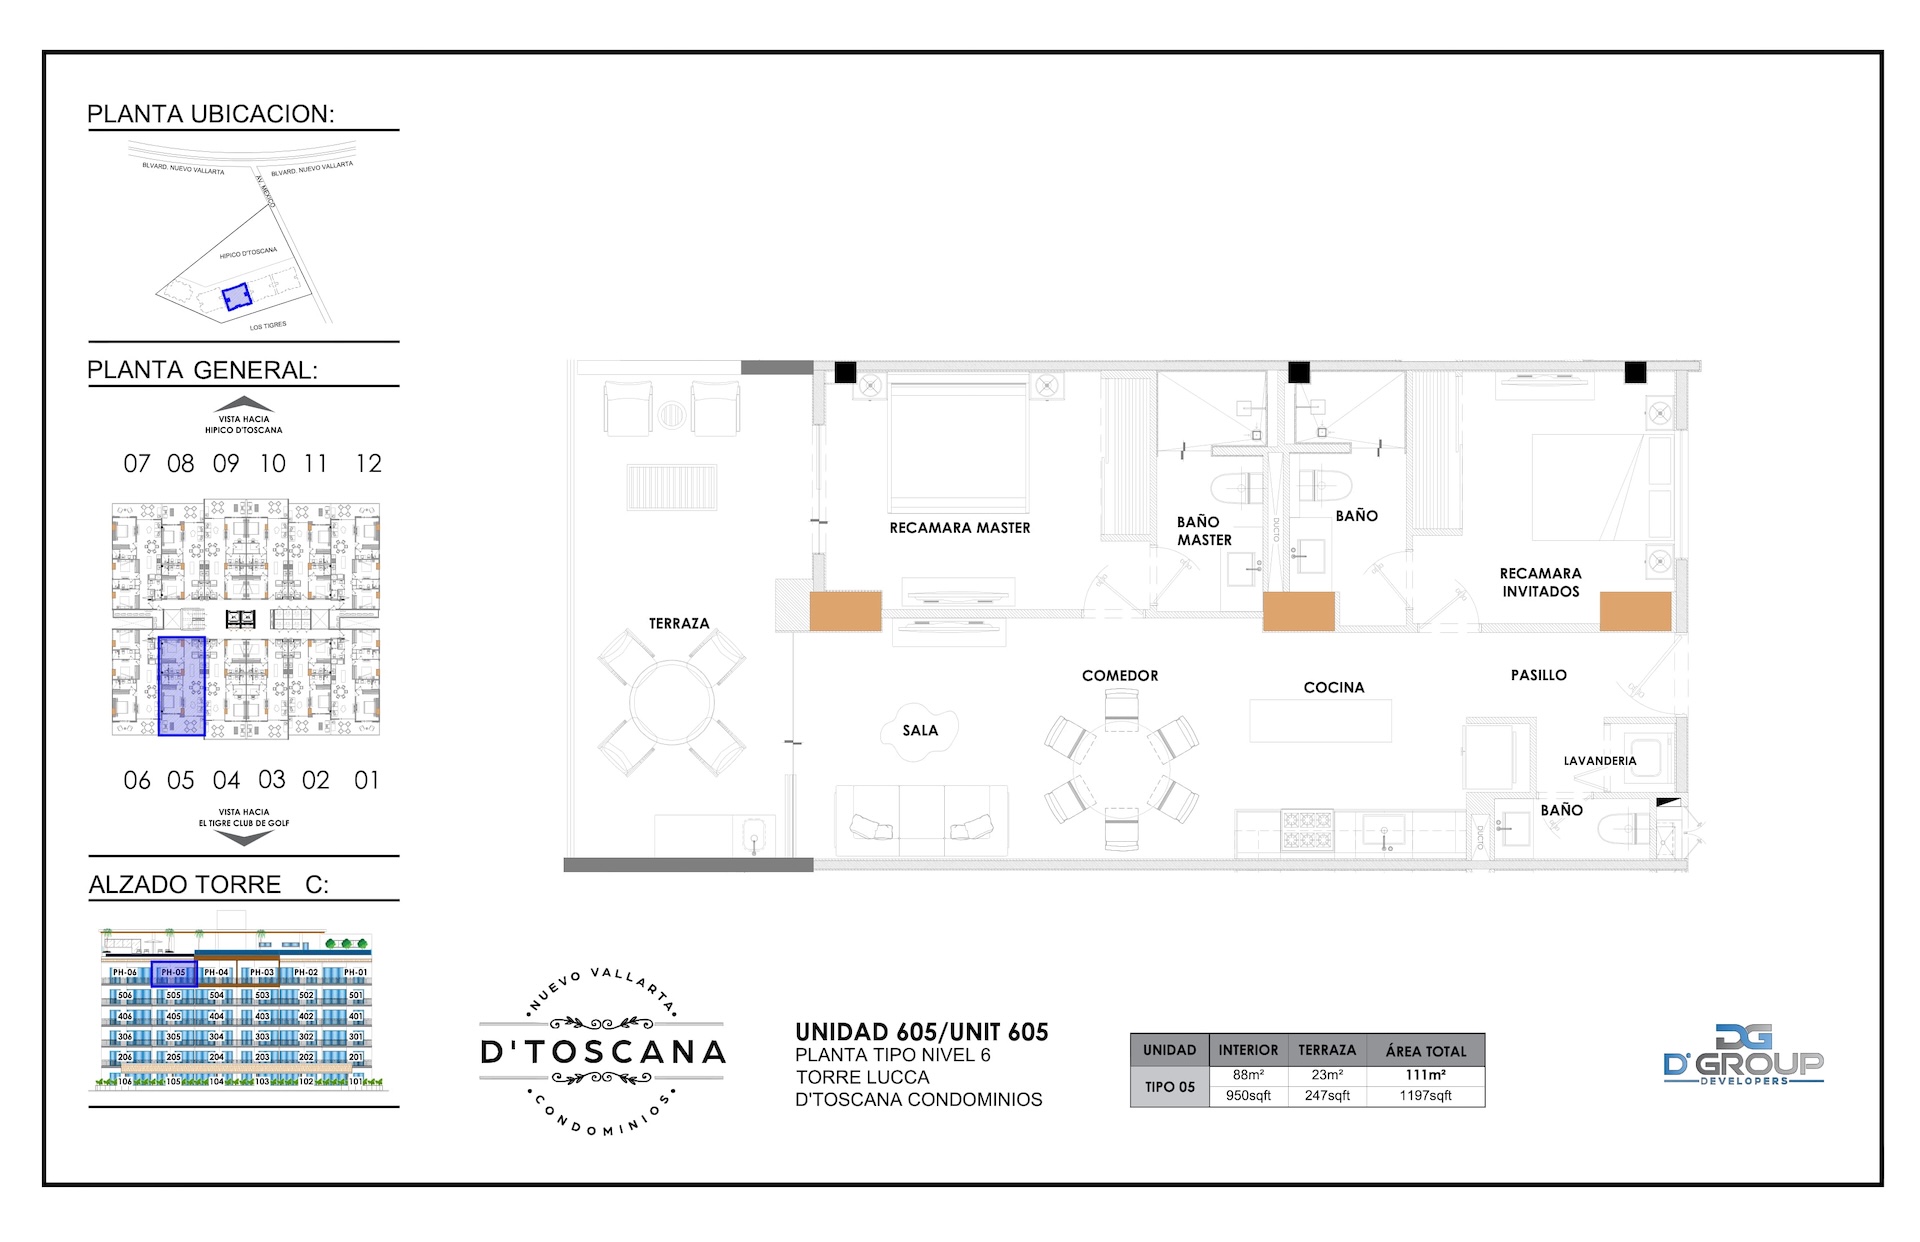 PLANTA UBICACION:
BLVARD. NUEVO VALLARTA
BLVARD. NUEVO VALLARTA
AV. MEXICO
HIPICO D'TOSCANA
LOS TIGRES
PLANTA GENERAL:
VISTA HACIA
HIPICO D'TOSCANA
07 08 09 10 11 12
06 05 04 03 02 01
VISTA HACIA
EL TIGRE CLUB DE GOLF
ALZADO TORRE C:
PH-06 PH-05 PH-04 PH-03 PH-02 PH-01
506 505 504 503 502 501
406 405 404 403 402 401
306 305 304 303 302 301
206 205 204 203 202 201
106 105 104 103 102 101
RECAMARA MASTER
BAÑO
MASTER
DUCTO
BAÑO
RECAMARA
INVITADOS
TERRAZA
SALA
COMEDOR
COCINA
PASILLO
LAVANDERIA
BAÑO
DUCTO
NUEVO VALLARTA
D'TOSCANA
CONDOMINIOS
UNIDAD 605/UNIT 605
PLANTA TIPO NIVEL 6
TORRE LUCCA
D'TOSCANA CONDOMINIOS
UNIDAD INTERIOR TERRAZA ÁREA TOTAL
TIPO 05 88m² 23m² 111m²
950sqft 247sqft 1197sqft
DG
D'GROUP
DEVELOPERS